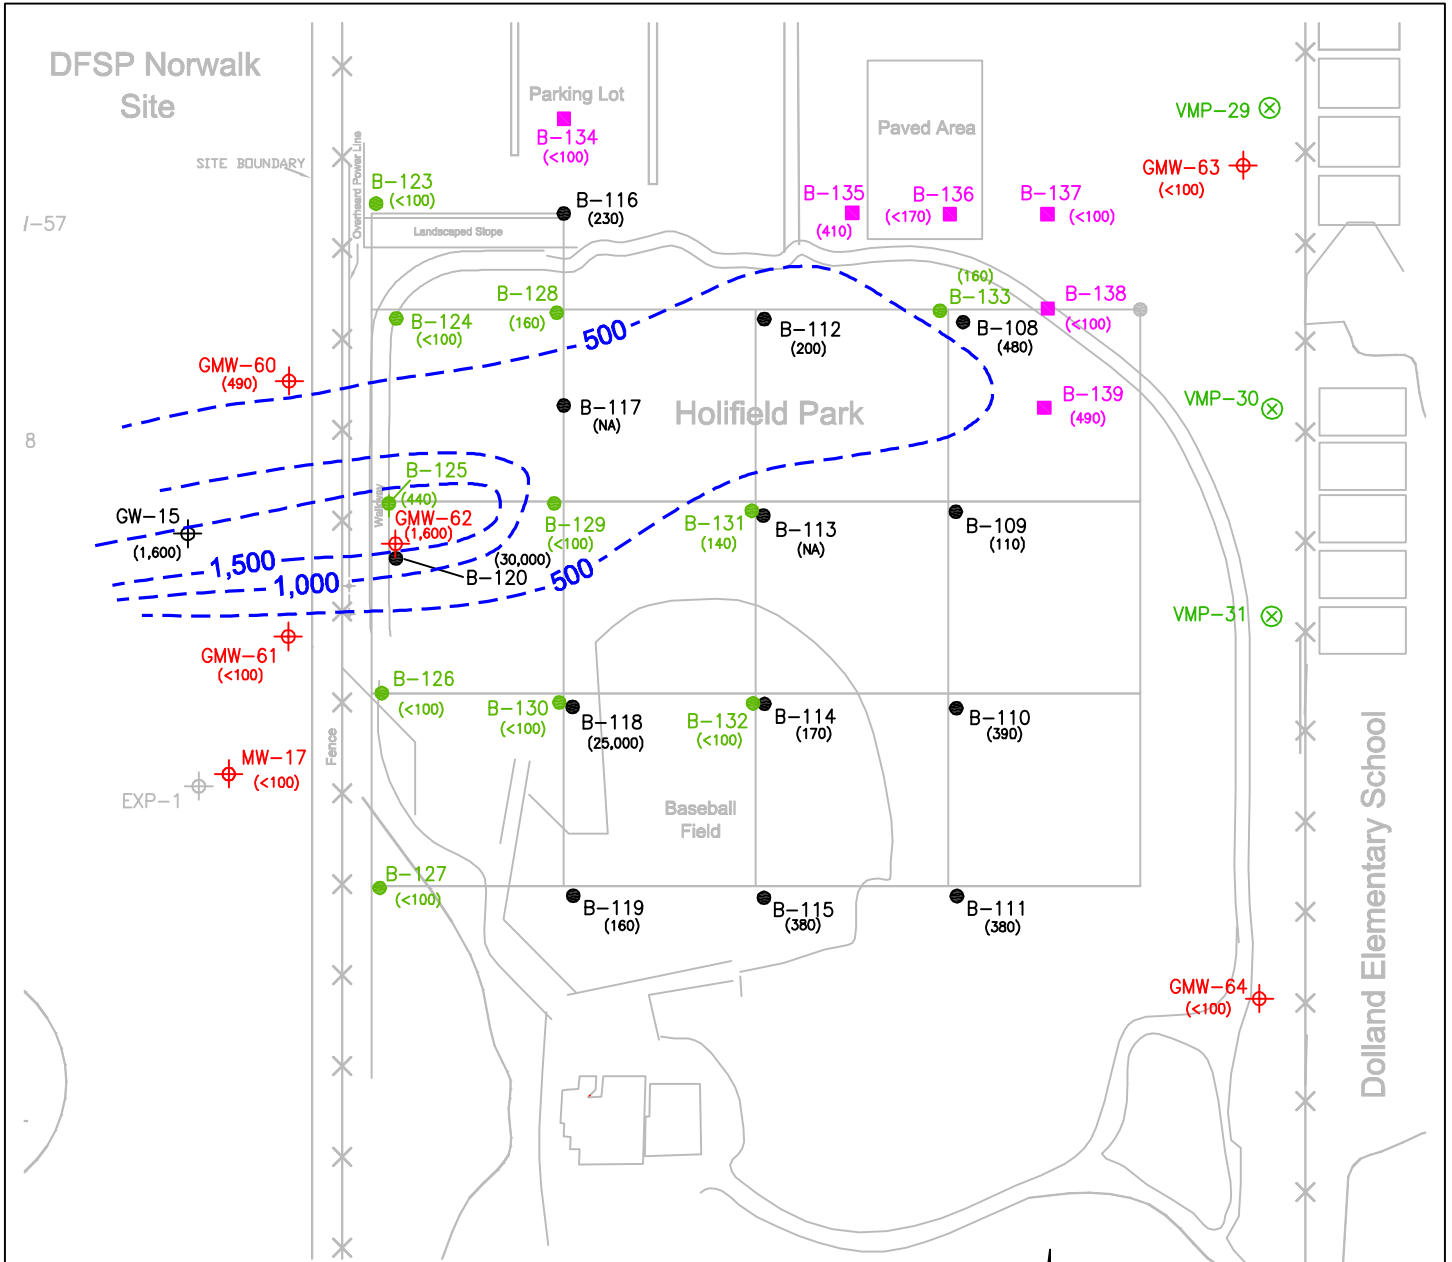 DFSP Norwalk
Site
SITE BOUNDARY
Overheard Power Line
Parking Lot
B-134
(<100)
Paved Area
VMP-29
GMW-63
(<100)
B-123
(<100)
B-116
(230)
Landscaped Slope
B-135
(410)
B-136
(<170)
B-137
(<100)
I-57
B-128
(160)
B-124
(<100)
500
B-112
(200)
(160)
B-133
B-108
(480)
B-138
(<100)
GMW-60
(490)
B-117
(NA)
Holifield Park
B-139
(490)
VMP-30
8
B-125
(440)
Walkway
GMW-62
(1,600)
GW-15
(1,600)
B-129
(<100)
B-131
(140)
B-113
(NA)
B-109
(110)
(30,000)
B-120
1,500
1,000
500
VMP-31
GMW-61
(<100)
B-126
(<100)
B-130
(<100)
B-118
(25,000)
B-132
(<100)
B-114
(170)
B-110
(390)
Fence
MW-17
(<100)
EXP-1
Baseball
Field
B-127
(<100)
B-119
(160)
B-115
(380)
B-111
(380)
GMW-64
(<100)
Dolland Elementary School